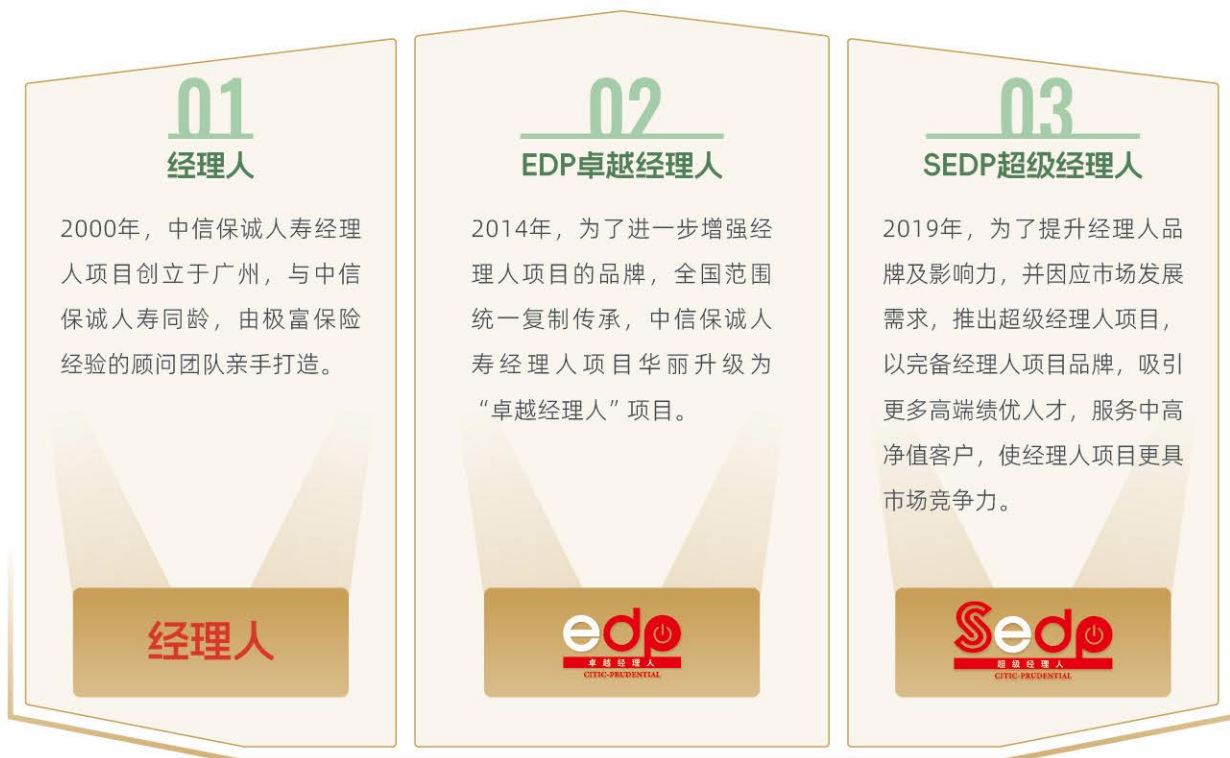 01
经理人
2000年，中信保诚人寿经理
人项目创立于广州，与中信
保诚人寿同龄，由极富保险
经验的顾问团队亲手打造。
经理人
02
EDP卓越经理人
2014年，为了进一步增强经
理人项目的品牌，全国范围
统一复制传承，中信保诚人
寿经理人项目华丽升级为
“卓越经理人”项目。
edp
卓越经理人
CITIC-PRUDENTIAL
03
SEDP超级经理人
2019年，为了提升经理人品
牌及影响力，并因应市场发展
需求，推出超级经理人项目，
以完备经理人项目品牌，吸引
更多高端绩优人才，服务中高
净值客户，使经理人项目更具
市场竞争力。
Sedp
超级经理人
CITIC-PRUDENTIAL